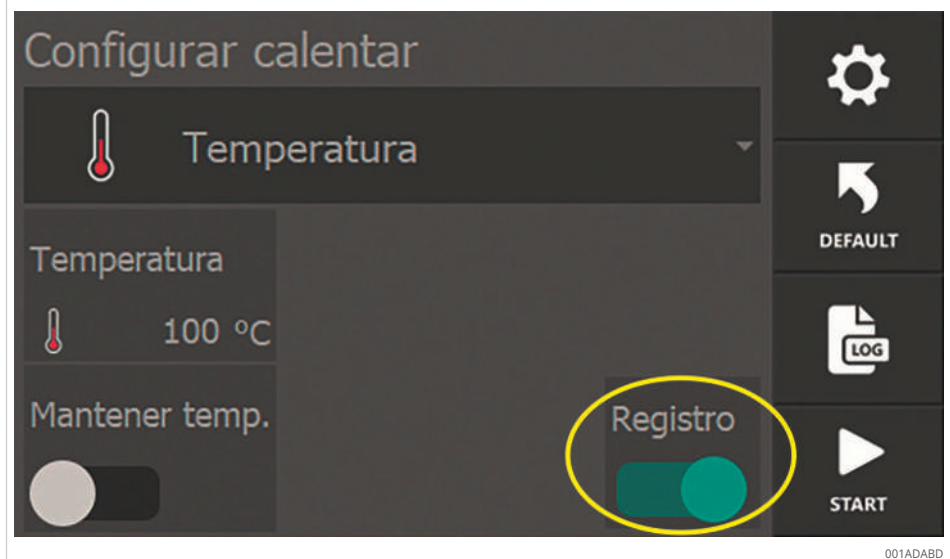 Configurar calentar
Temperatura
DEFAULT
Temperatura
100 °C
LOG
Mantener temp.
Registro
START
001ADABD